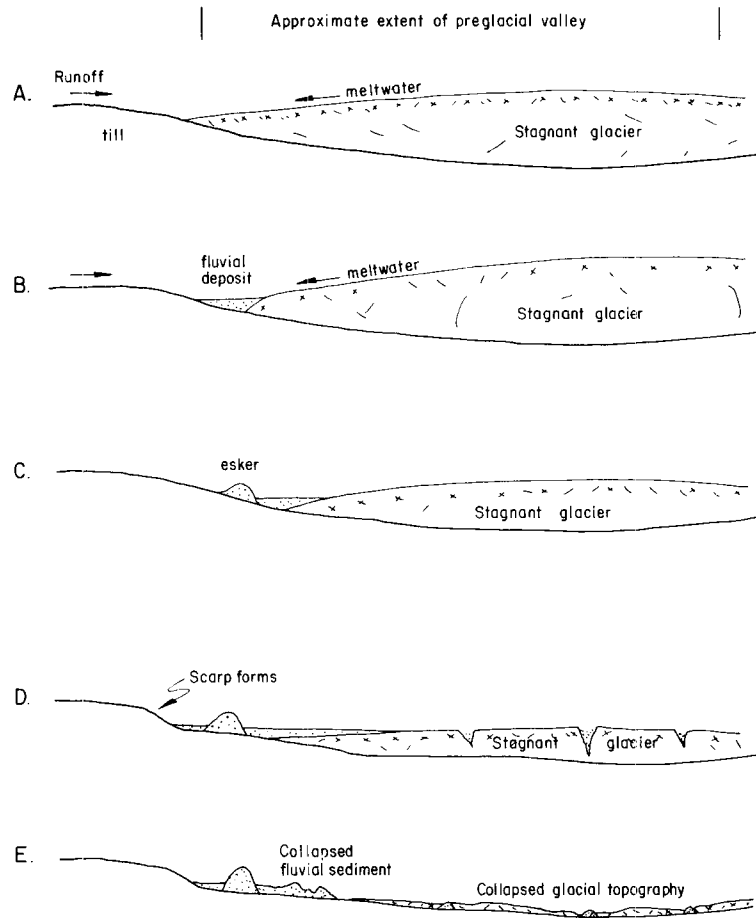 Approximate extent of preglacial valley
A.
Runoff
meltwater
till
Stagnant glacier
B.
fluvial
deposit
meltwater
Stagnant glacier
C.
esker
Stagnant glacier
D.
Scarp forms
Stagnant glacier
E.
Collapsed
fluvial sediment
Collapsed glacial topography